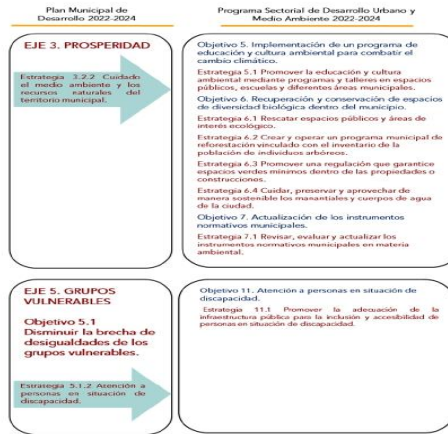 Plan Municipal de
Desarrollo 2022-2024
Programa Sectorial de Desarrollo Urbano y
Medio Ambiente 2022-2024
EJE 3. PROSPERIDAD
Estrategia 3.2.2 Cuidado
el medio ambiente y los
recursos naturales del
territorio municipal.
Objetivo 5. Implementación de un programa de
educación y cultura ambiental para combatir el
cambio climático.
Estrategia 5.1 Promover la educación y cultura
ambiental mediante programas y talleres en espacios
públicos, escuelas y diferentes áreas municipales.
Objetivo 6. Recuperación y conservación de espacios
de diversidad biológica dentro del municipio.
Estrategia 6.1 Rescatar espacios públicos y áreas de
interés ecológico.
Estrategia 6.2 Crear y operar un programa municipal de
reforestación vinculado con el inventario de la
población de individuos arbóreos.
Estrategia 6.3 Promover una regulación que garantice
espacios verdes mínimos dentro de las propiedades o
construcciones.
Estrategia 6.4 Cuidar, preservar y aprovechar de
manera sostenible los manantiales y cuerpos de agua
de la ciudad.
Objetivo 7. Actualización de los instrumentos
normativos municipales.
Estrategia 7.1 Revisar, evaluar y actualizar los
instrumentos normativos municipales en materia
ambiental.
EJE 5. GRUPOS
VULNERABLES
Objetivo 5.1
Disminuir la brecha de
desigualdades de los
grupos vulnerables.
Estrategia 5.1.2 Atención a
personas en situación de
discapacidad.
Objetivo 11. Atención a personas en situación de
discapacidad.
Estrategia 11.1 Promover la adecuación de la
infraestructura pública para la inclusión y accesibilidad de
personas en situación de discapacidad.